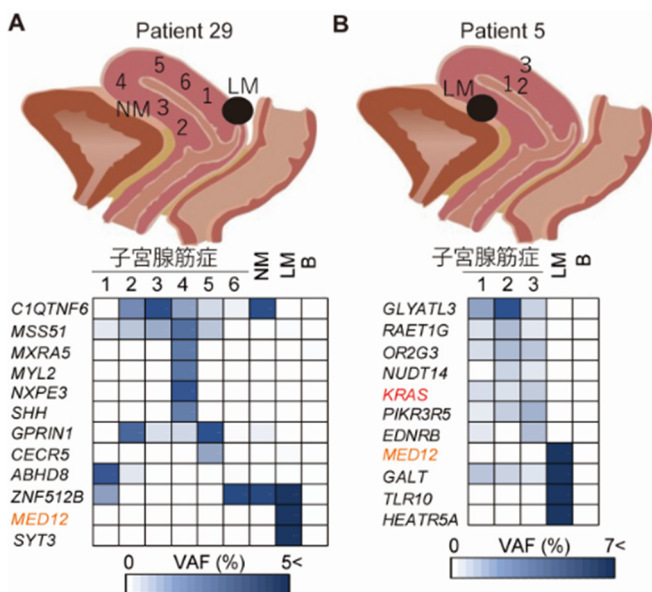 A
Patient 29
5
4
6
LM
1
NM
3
2
子宮腺筋症
1 2 3 4 5 6 NM LM B
C1QTNF6
MSS51
MXRA5
MYL2
NXPE3
SHH
GPRIN1
CECR5
ABHD8
ZNF512B
MED12
SYT3
0 VAF (%) 5<
B
Patient 5
3
LM
1
2
子宮腺筋症
1 2 3 LM B
GLYATL3
RAET1G
OR2G3
NUDT14
KRAS
PIKR3R5
EDNRB
MED12
GALT
TLR10
HEATR5A
0 VAF (%) 7<